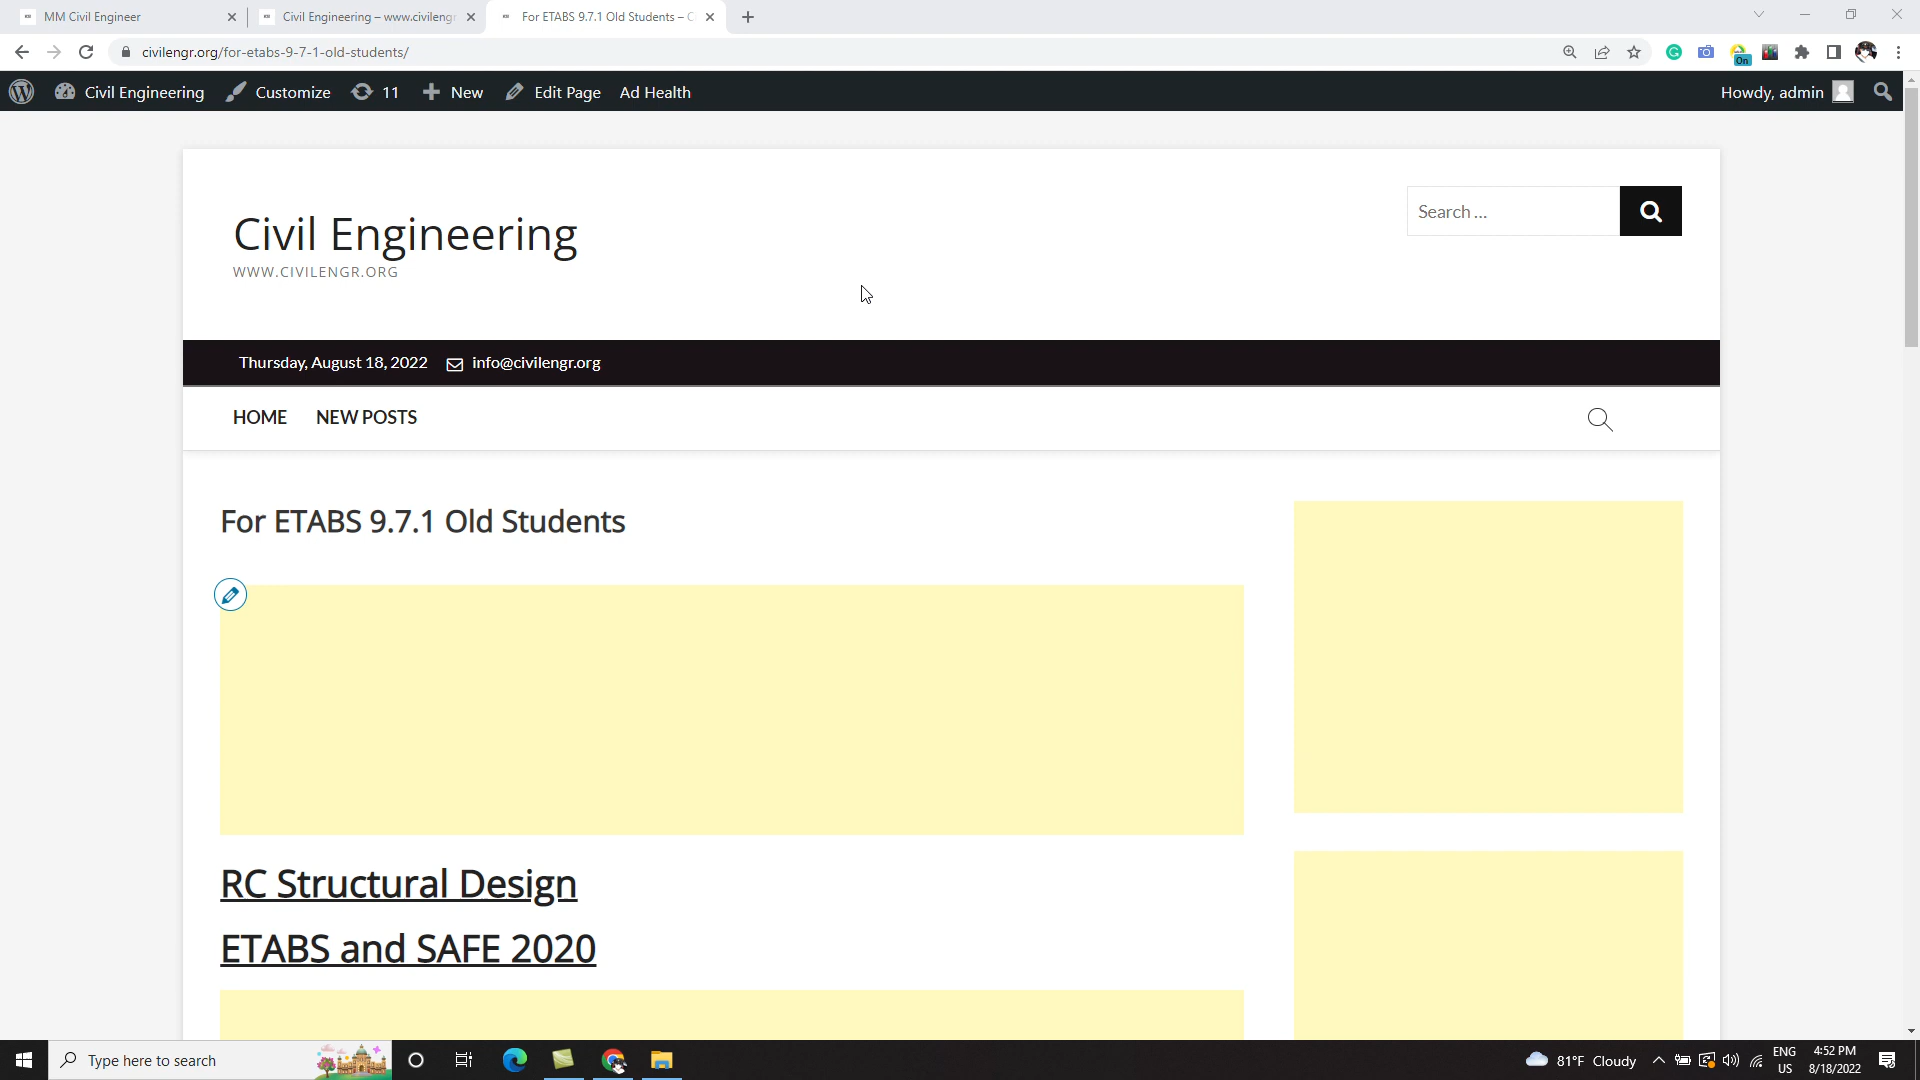 MM Civil Engineer
Civil Engineering – www.civileng
For ETABS 9.7.1 Old Students – C
civilengr.org/for-etabs-9-7-1-old-students/
On
Civil Engineering
Customize
11
New
Edit Page
Ad Health
Howdy, admin
Civil Engineering
WWW.CIVILENGR.ORG
Search …
Thursday, August 18, 2022
info@civilengr.org
HOME
NEW POSTS
For ETABS 9.7.1 Old Students
RC Structural Design
ETABS and SAFE 2020
Type here to search
81°F Cloudy
ENG
US
4:52 PM
8/18/2022